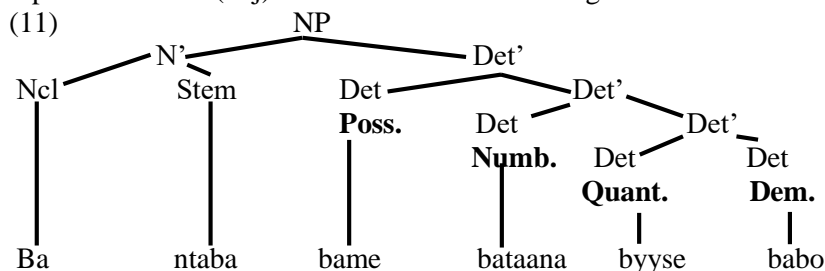 (11) NP
N’ Det’
Ncl Stem Det Det’
Poss. Det Det’
Numb. Det Det
Quant. Dem.
Ba ntaba bame bataana byyse babo